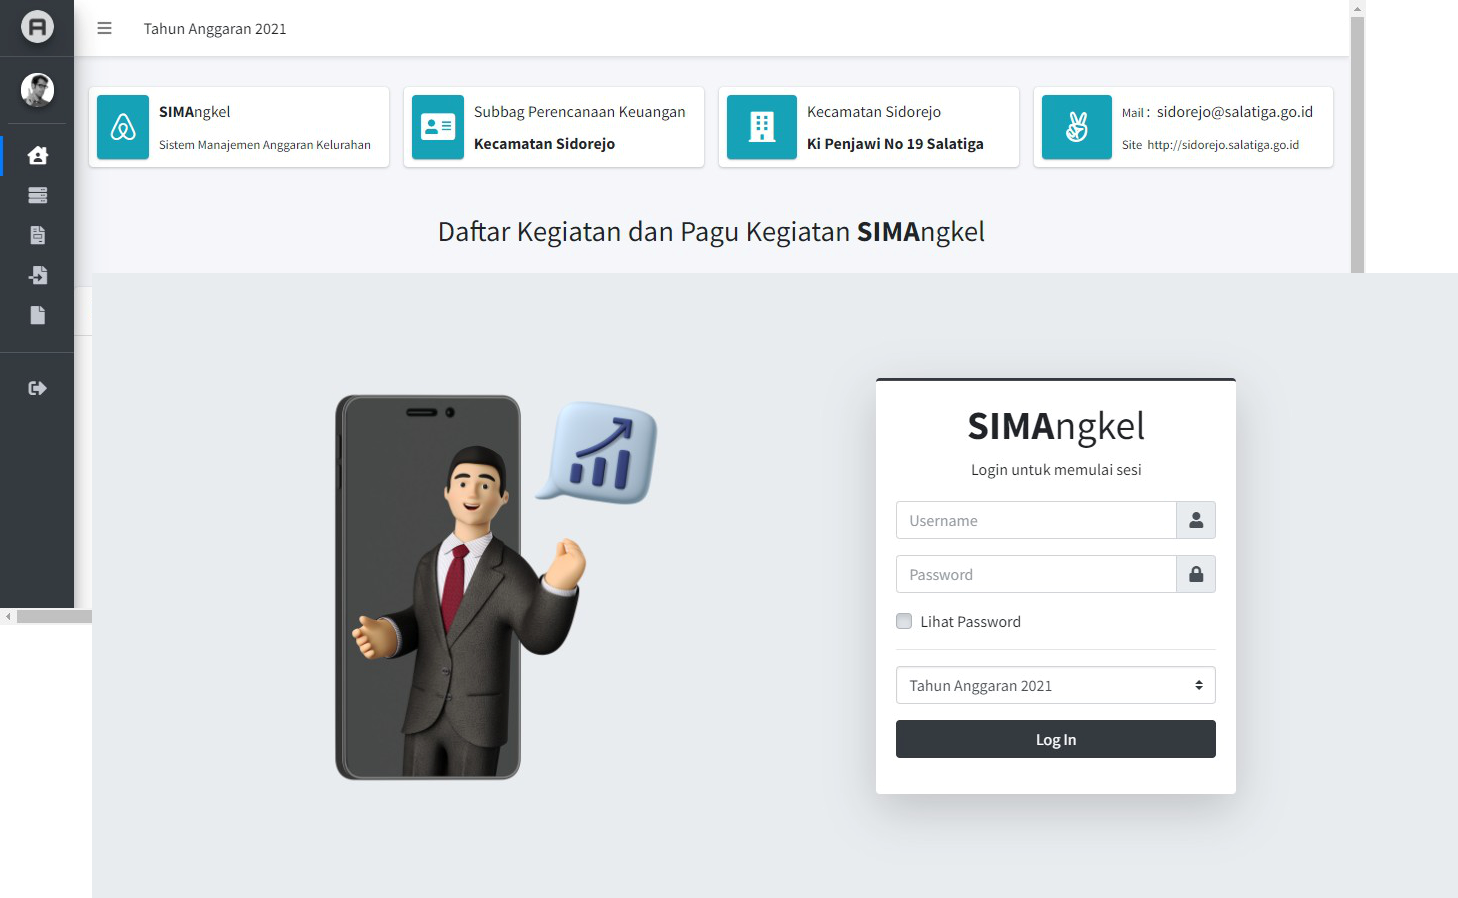 Tahun Anggaran 2021
SIMAngkel
Sistem Manajemen Anggaran Kelurahan
Subbag Perencanaan Keuangan
Kecamatan Sidorejo
Kecamatan Sidorejo
Ki Penjawi No 19 Salatiga
Mail : sidorejo@salatiga.go.id
Site http://sidorejo.salatiga.go.id
Daftar Kegiatan dan Pagu Kegiatan SIMAngkel
SIMAngkel
Login untuk memulai sesi
Username
Password
Lihat Password
Tahun Anggaran 2021
Log In